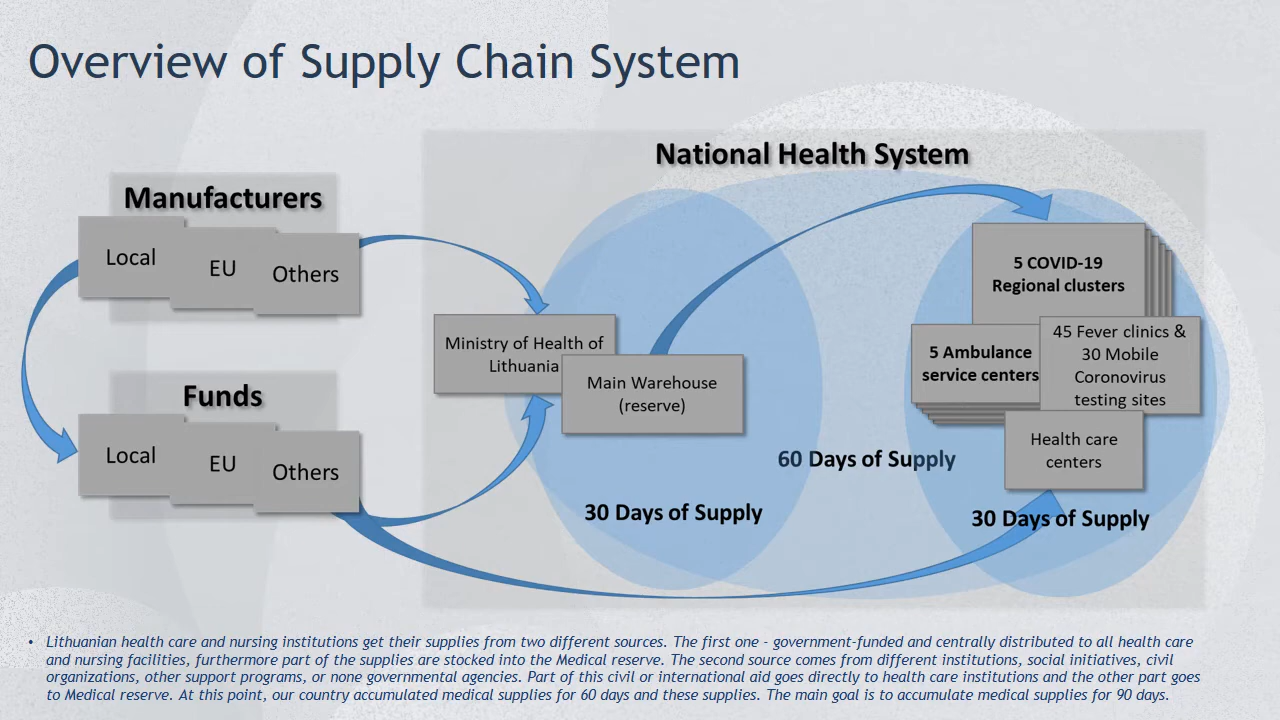 Overview of Supply Chain System
National Health System
Manufacturers
Local
EU
Others
Funds
Local
EU
Others
Ministry of Health of
Lithuania
Main Warehouse
(reserve)
5 COVID-19
Regional clusters
5 Ambulance
service centers
45 Fever clinics &
30 Mobile
Coronovirus
testing sites
Health care
centers
60 Days of Supply
30 Days of Supply
30 Days of Supply
• Lithuanian health care and nursing institutions get their supplies from two different sources. The first one - government-funded and centrally distributed to all health care
and nursing facilities, furthermore part of the supplies are stocked into the Medical reserve. The second source comes from different institutions, social initiatives, civil
organizations, other support programs, or none governmental agencies. Part of this civil or international aid goes directly to health care institutions and the other part goes
to Medical reserve. At this point, our country accumulated medical supplies for 60 days and these supplies. The main goal is to accumulate medical supplies for 90 days.